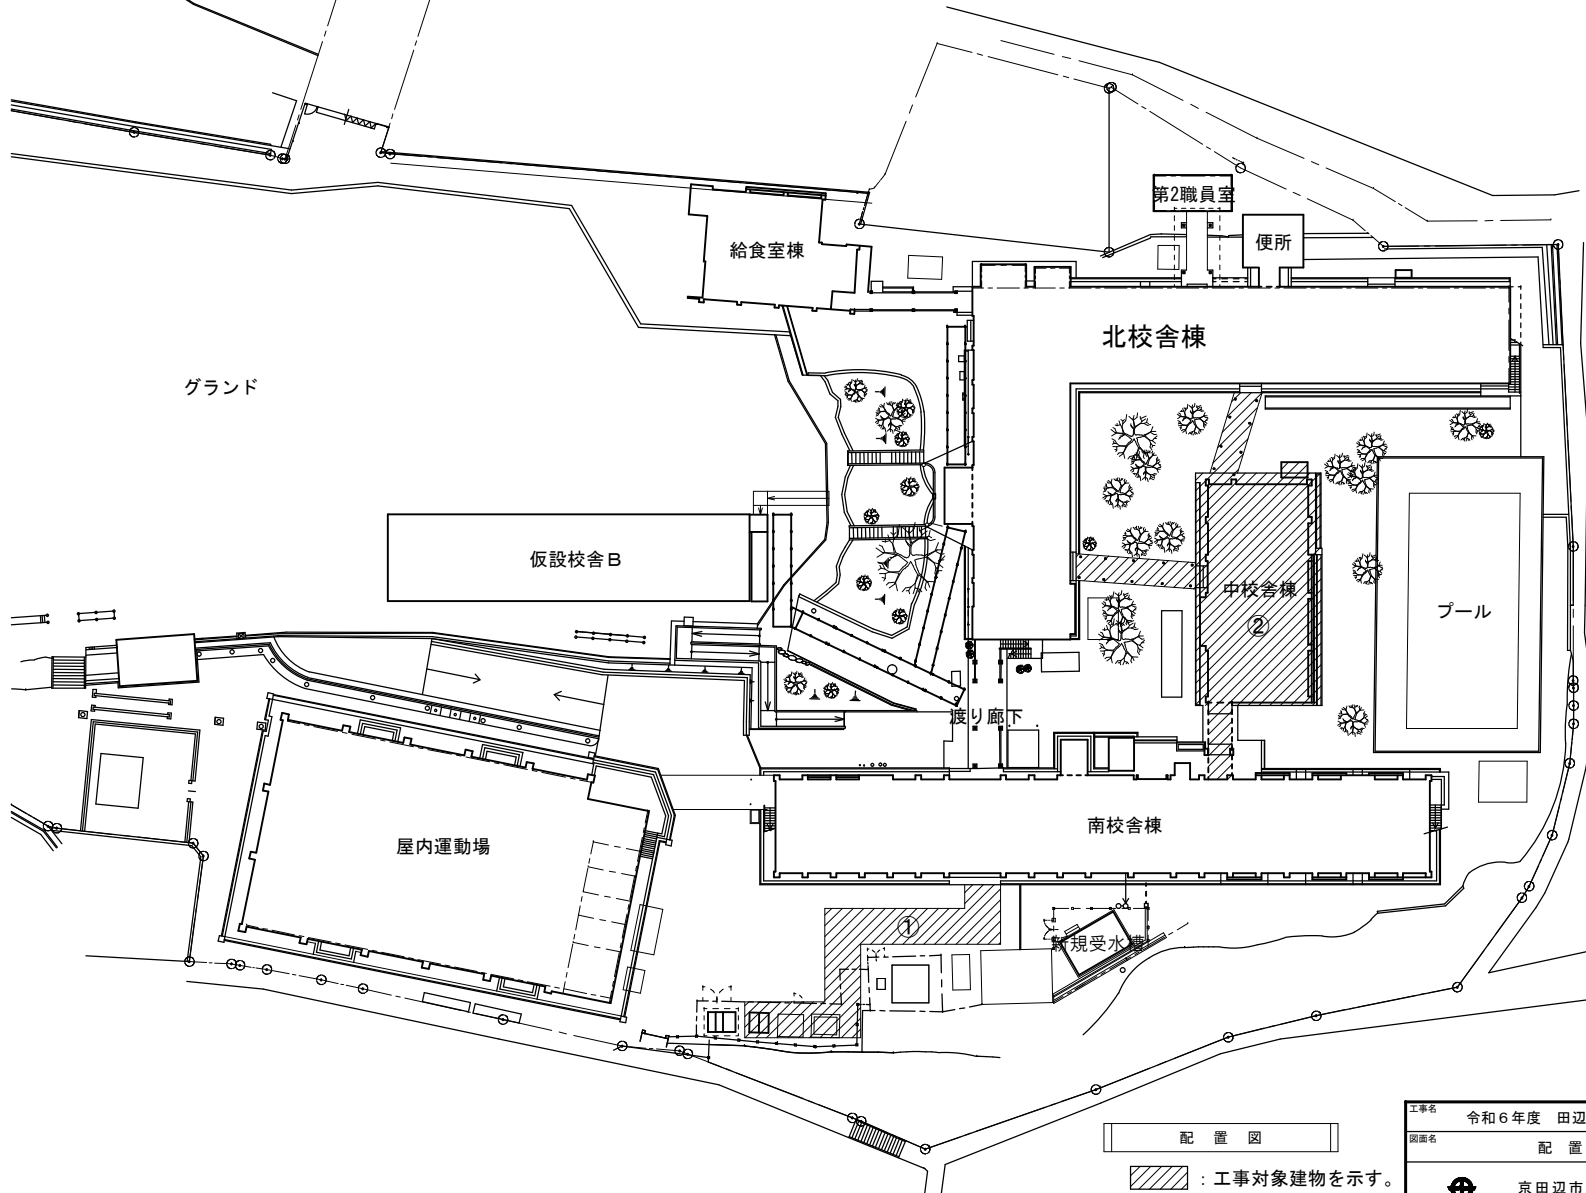 第2職員室
便所
給食室棟
北校舎棟
グランド
仮設校舎B
中校舎棟
②
プール
渡り廊下
南校舎棟
屋内運動場
①
新規受水槽
配 置 図
：工事対象建物を示す。
工事名 令和６年度 田辺
図面名 配 置
京田辺市